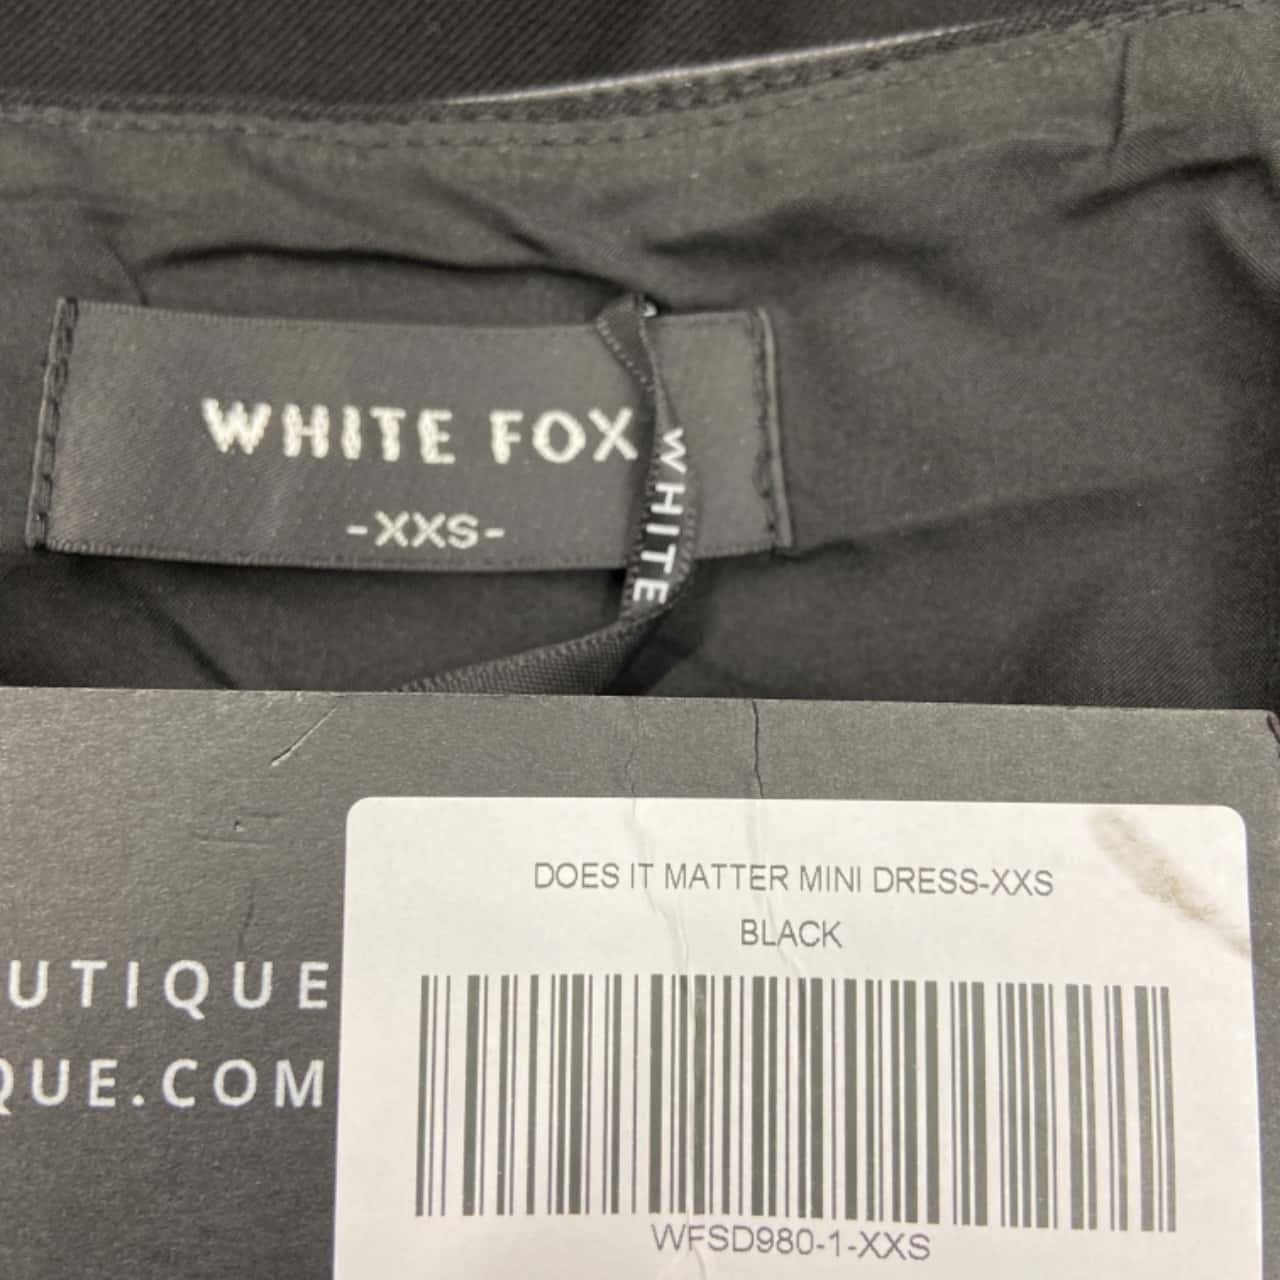 WHITE FOX
-XXS-
WHITE
UTIQUE
QUE.COM
DOES IT MATTER MINI DRESS-XXS
BLACK
WFSD980-1-XXS